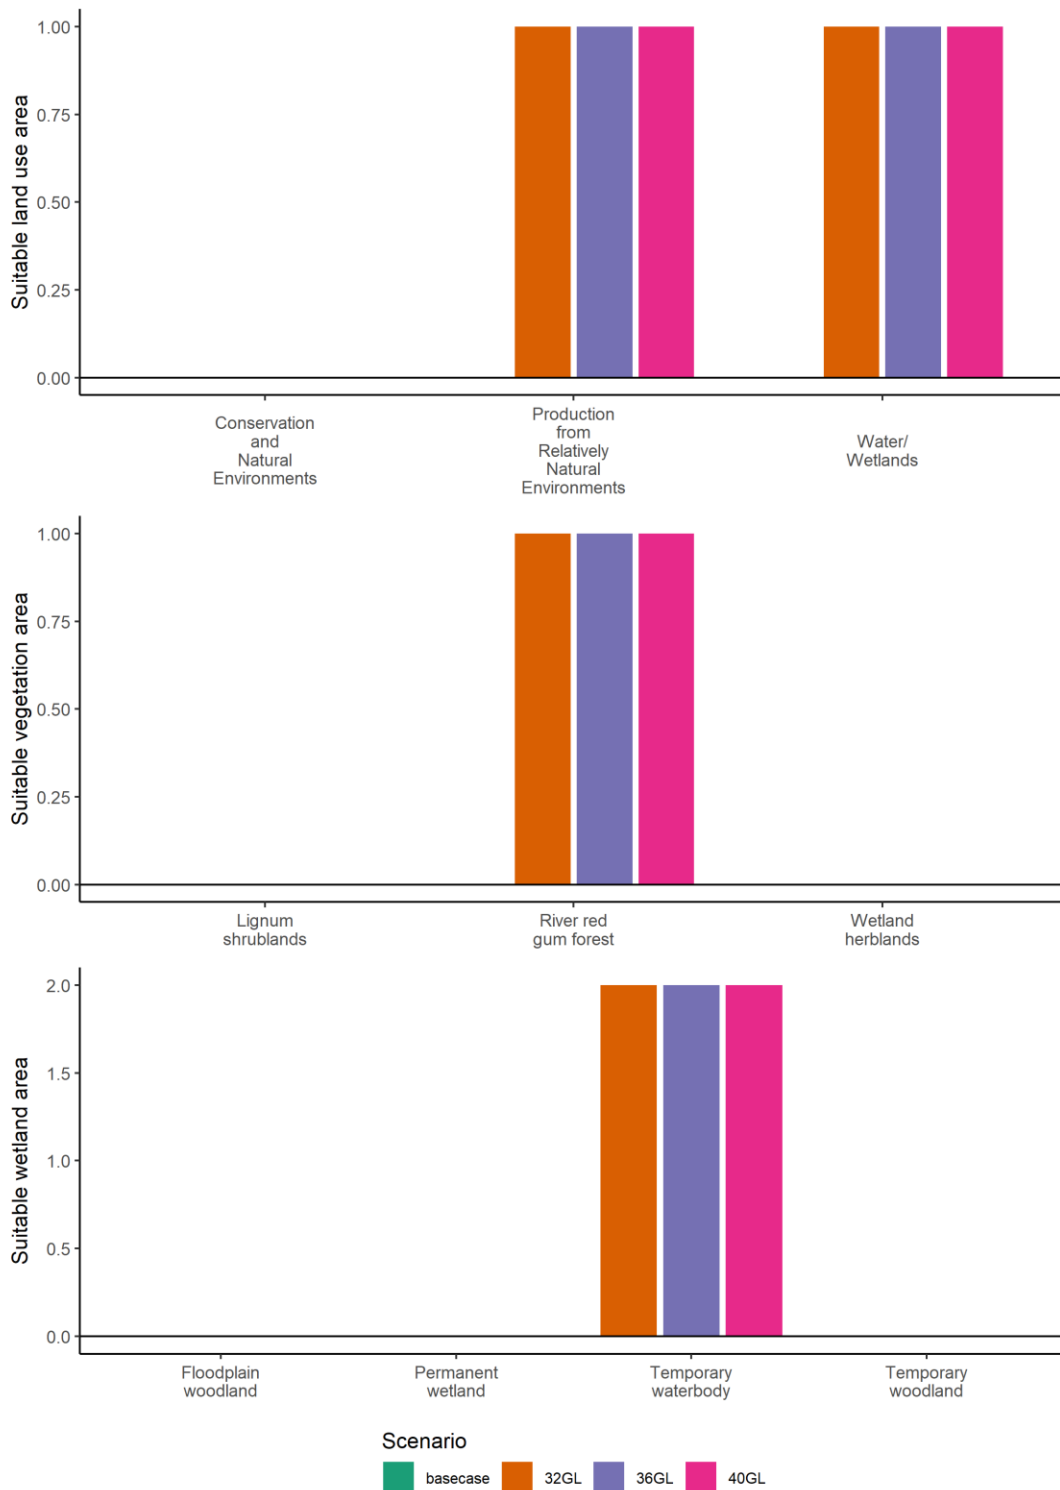 Suitable land use area
1.00
0.75
0.50
0.25
0.00
Conservation
and
Natural
Environments
Production
from
Relatively
Natural
Environments
Water/
Wetlands
Suitable vegetation area
1.00
0.75
0.50
0.25
0.00
Lignum
shrublands
River red
gum forest
Wetland
herblands
Suitable wetland area
2.0
1.5
1.0
0.5
0.0
Floodplain
woodland
Permanent
wetland
Temporary
waterbody
Temporary
woodland
Scenario
basecase 32GL 36GL 40GL